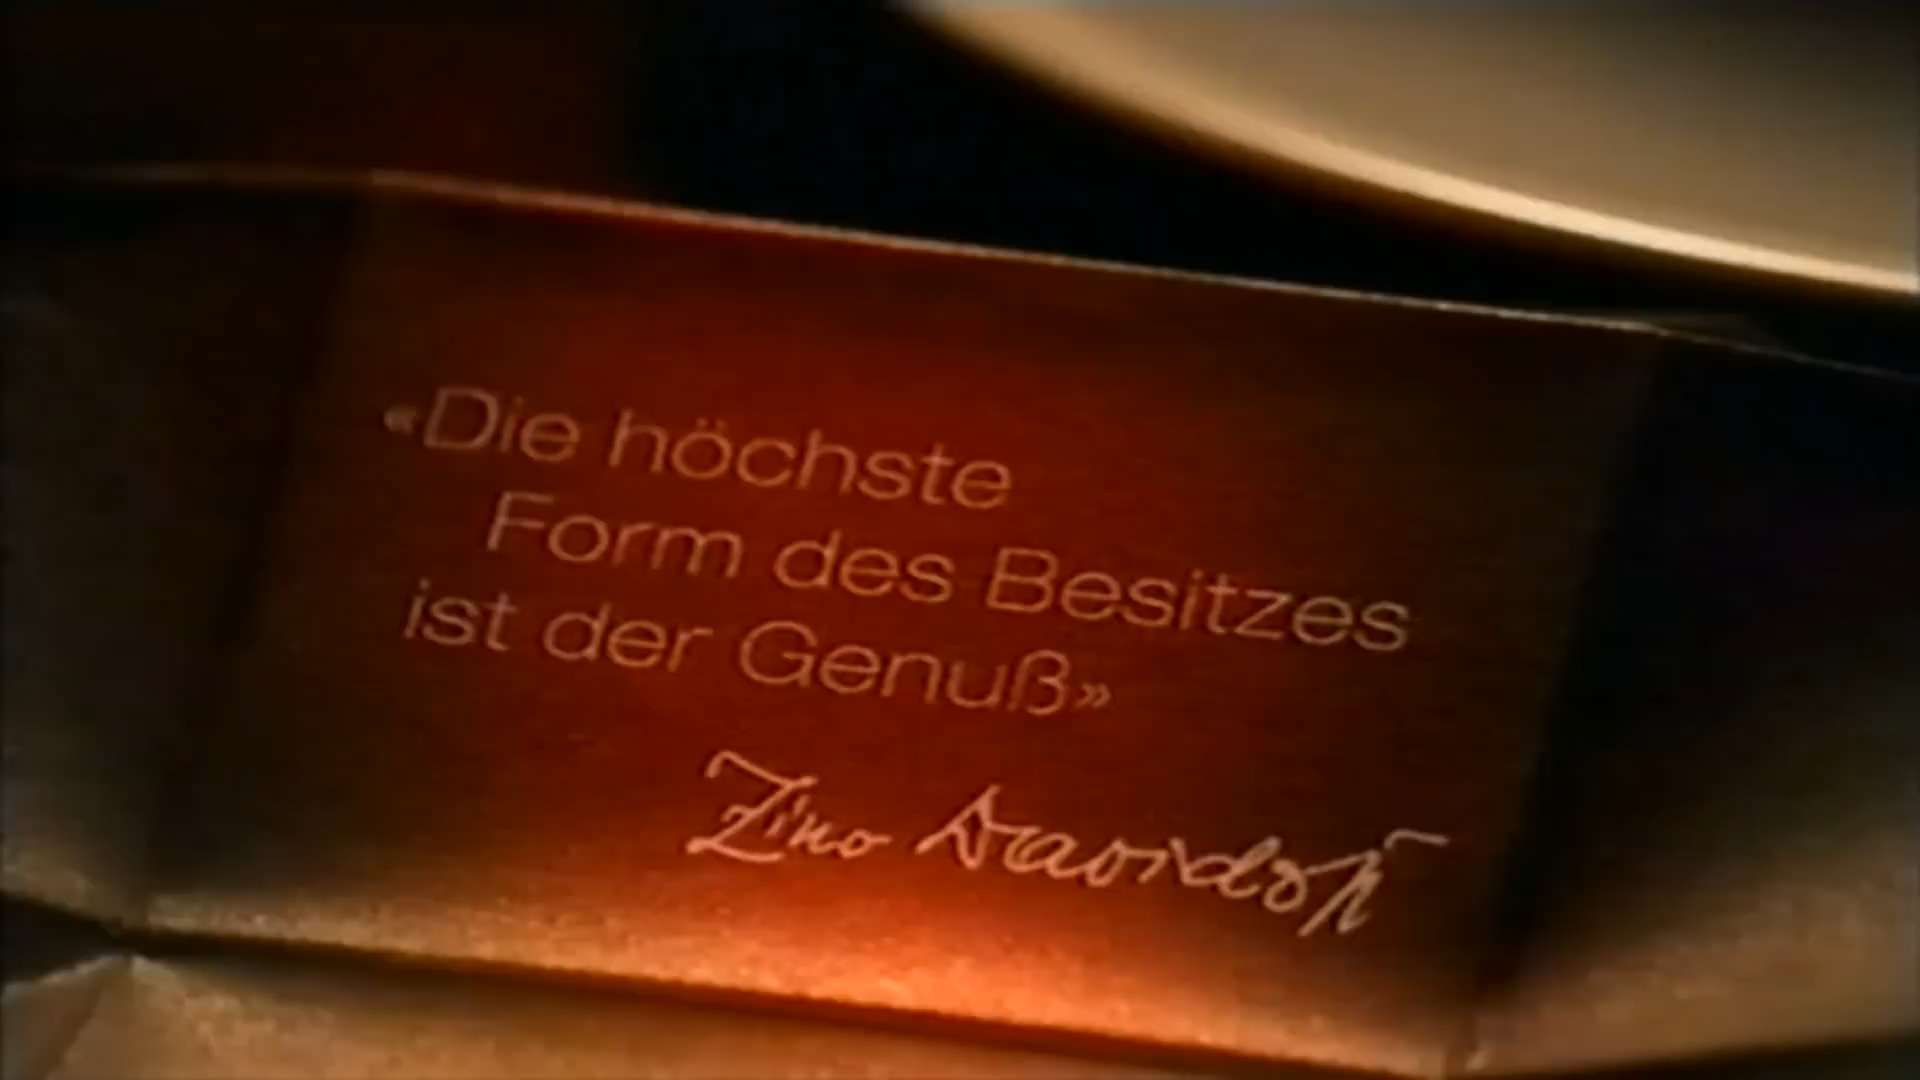 «Die höchste
Form des Besitzes
ist der Genuß»
Zino Davidoff